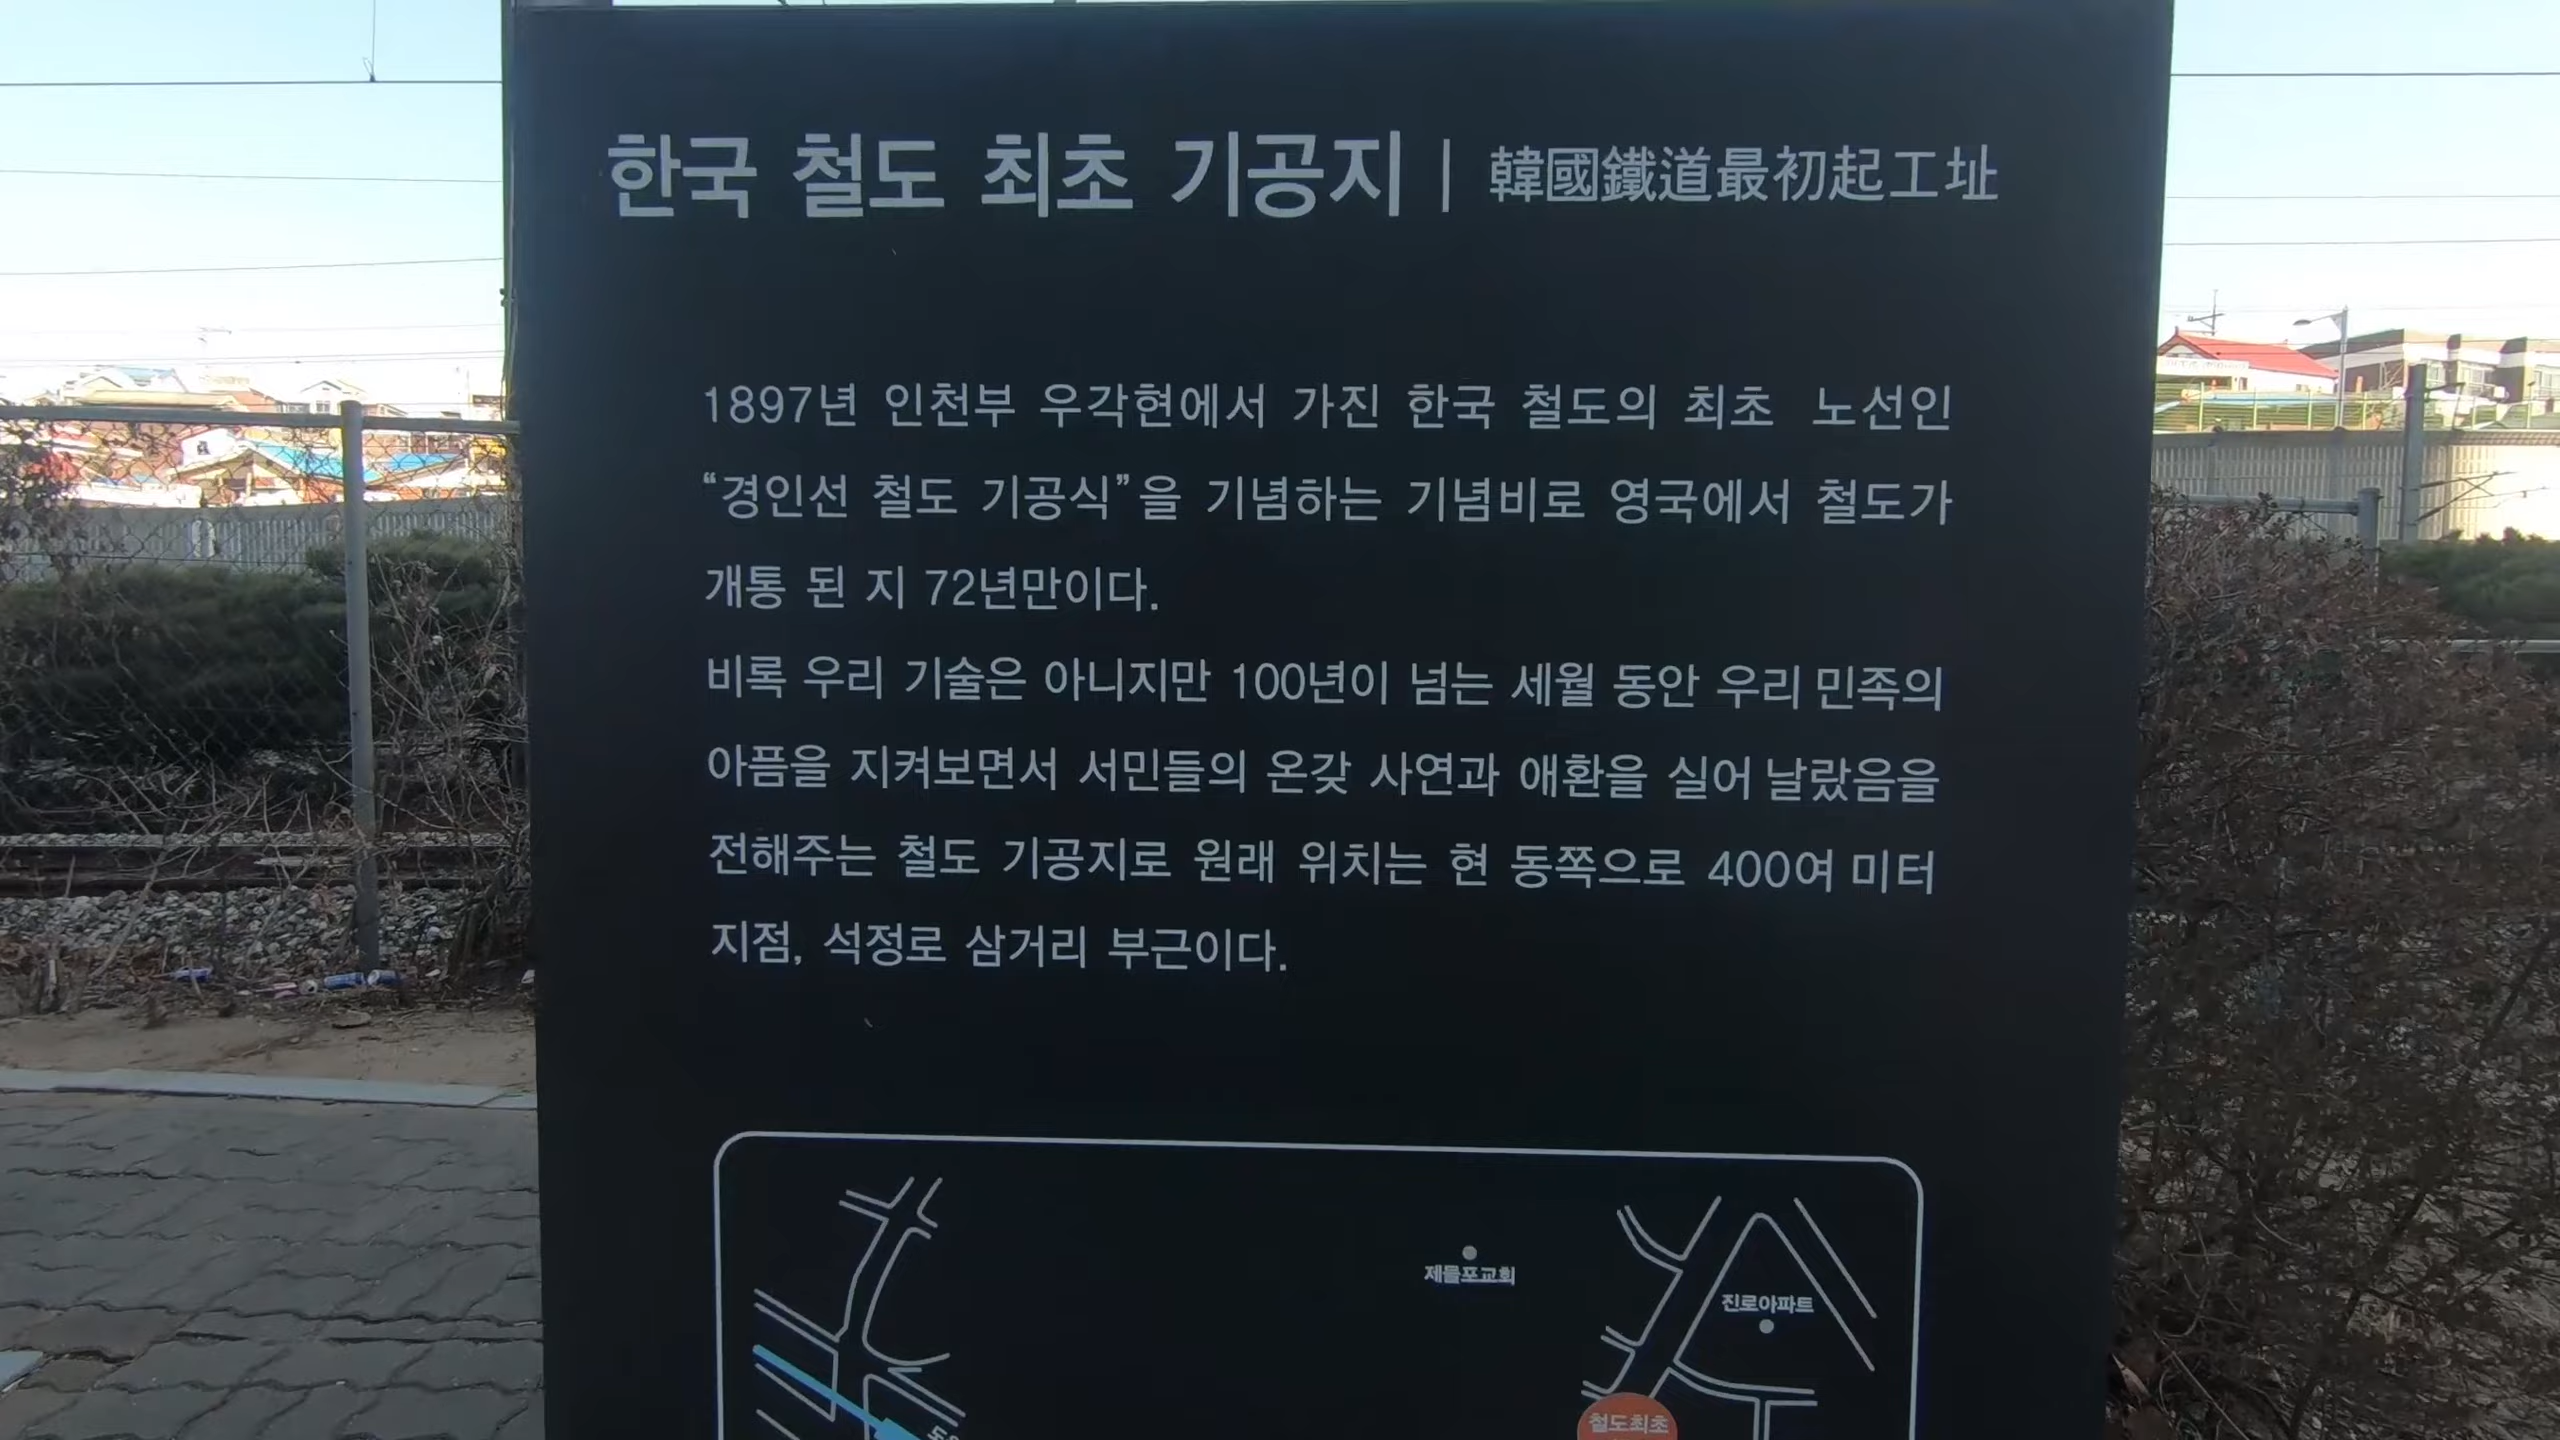 한국 철도 최초 기공지 | 韓國鐵道最初起工址
1897년 인천부 우각현에서 가진 한국 철도의 최초 노선인
“경인선 철도 기공식”을 기념하는 기념비로 영국에서 철도가
개통 된 지 72년만이다.
비록 우리 기술은 아니지만 100년이 넘는 세월 동안 우리 민족의
아픔을 지켜보면서 서민들의 온갖 사연과 애환을 실어 날랐음을
전해주는 철도 기공지로 원래 위치는 현 동쪽으로 400여 미터
지점, 석정로 삼거리 부근이다.
제물포교회
진로아파트
철도최초